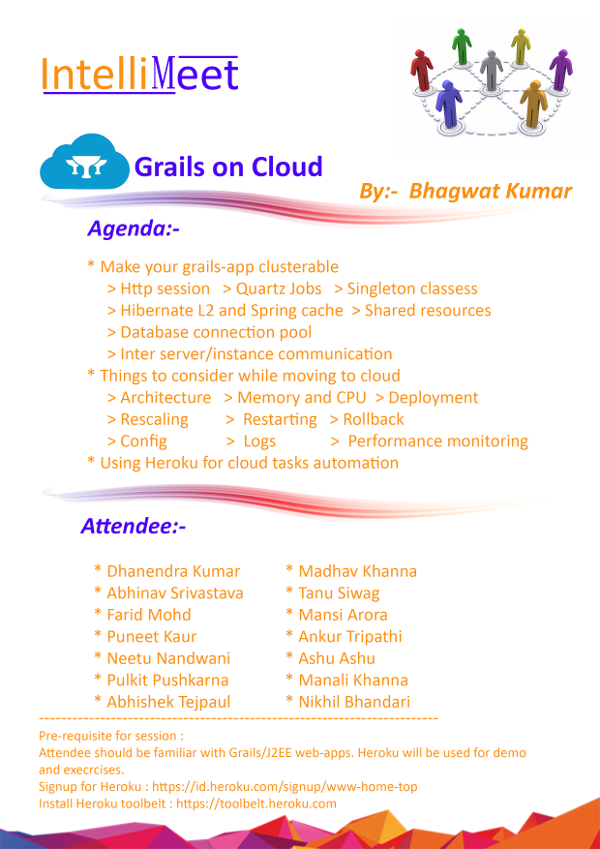 IntelliMeet
Grails on Cloud
By:- Bhagwat Kumar
Agenda:-
* Make your grails-app clusterable
> Http session > Quartz Jobs > Singleton classess
> Hibernate L2 and Spring cache > Shared resources
> Database connection pool
> Inter server/instance communication
* Things to consider while moving to cloud
> Architecture > Memory and CPU > Deployment
> Rescaling > Restarting > Rollback
> Config > Logs > Performance monitoring
* Using Heroku for cloud tasks automation
Attendee:-
* Dhanendra Kumar * Madhav Khanna
* Abhinav Srivastava * Tanu Siwag
* Farid Mohd * Mansi Arora
* Puneet Kaur * Ankur Tripathi
* Neetu Nandwani * Ashu Ashu
* Pulkit Pushkarna * Manali Khanna
* Abhishek Tejpaul * Nikhil Bhandari
------------------------------------------------------------------------
Pre-requisite for session :
Attendee should be familiar with Grails/J2EE web-apps. Heroku will be used for demo
and execrcises.
Signup for Heroku : https://id.heroku.com/signup/www-home-top
Install Heroku toolbelt : https://toolbelt.heroku.com